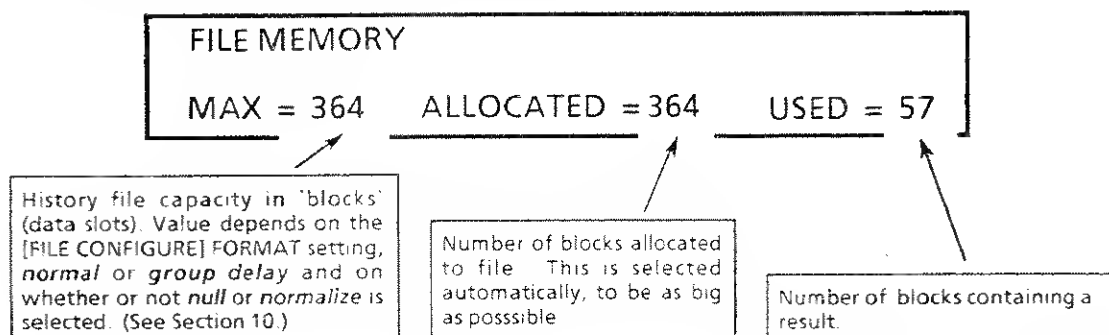 FILE MEMORY
MAX = 364 ALLOCATED = 364 USED = 57
History file capacity in 'blocks'
(data slots). Value depends on the
[FILE CONFIGURE] FORMAT setting,
normal or group delay and on
whether or not null or normalize is
selected. (See Section 10.)
Number of blocks allocated
to file This is selected
automatically, to be as big
as posssible
Number of blocks containing a
result.